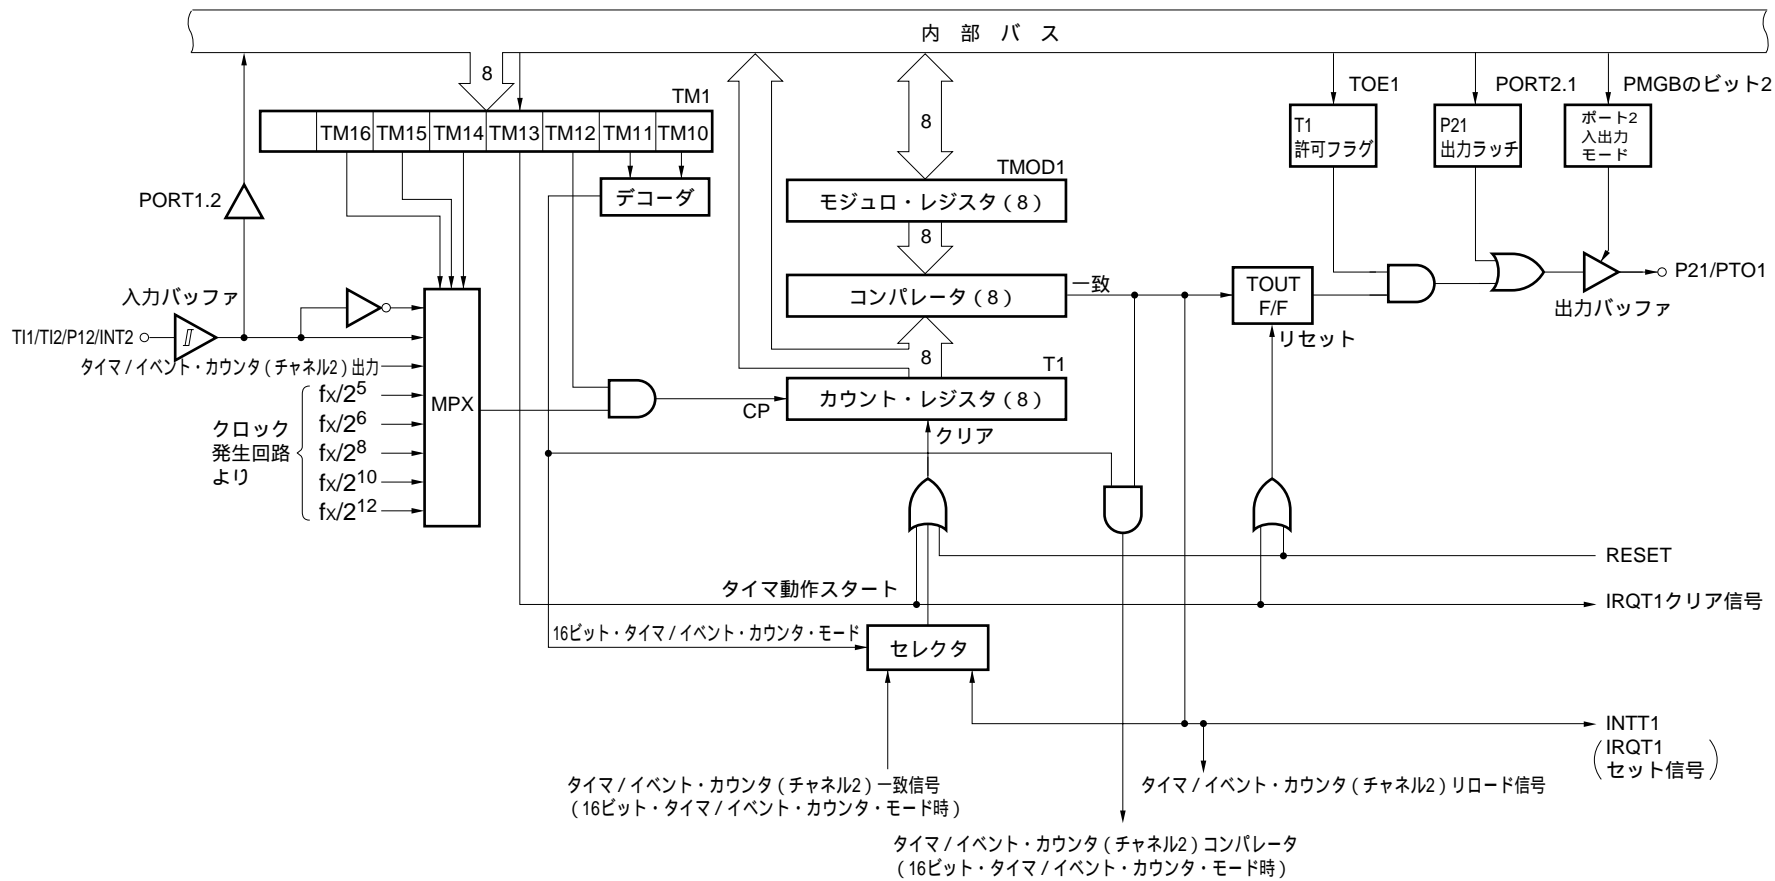 内部バス
8
TM1
TOE1
PORT2.1
PMGBのビット2
TM16 TM15 TM14 TM13 TM12 TM11 TM10
8
T1
許可フラグ
P21
出力ラッチ
ポート2
入出力
モード
PORT1.2
デコーダ
TMOD1
モジュロ・レジスタ(8)
8
入力バッファ
コンパレータ(8)
一致
TOUT
F/F
P21/PTO1
出力バッファ
リセット
TI1/TI2/P12/INT2
タイマ/イベント・カウンタ(チャネル2)出力
8
T1
fX/2^5
fX/2^6
fX/2^8
fX/2^10
fX/2^12
クロック
発生回路
より
MPX
CP
カウント・レジスタ(8)
クリア
RESET
タイマ動作スタート
IRQT1クリア信号
16ビット・タイマ/イベント・カウンタ・モード
セレクタ
INTT1
(IRQT1
セット信号)
タイマ/イベント・カウンタ(チャネル2)一致信号
(16ビット・タイマ/イベント・カウンタ・モード時)
タイマ/イベント・カウンタ(チャネル2)リロード信号
タイマ/イベント・カウンタ(チャネル2)コンパレータ
(16ビット・タイマ/イベント・カウンタ・モード時)